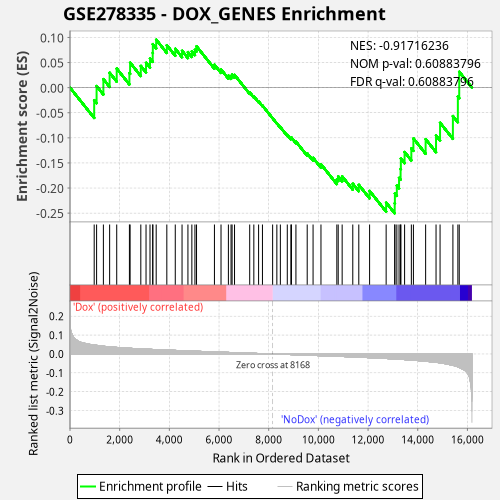 GSE278335 - DOX_GENES Enrichment
NES: -0.91716236
NOM p-val: 0.60883796
FDR q-val: 0.60883796
Enrichment score (ES)
0.10
0.05
0.00
-0.05
-0.10
-0.15
-0.20
-0.25
'Dox' (positively correlated)
Ranked list metric (Signal2Noise)
0.2
0.1
0.0
-0.1
-0.2
-0.3
Zero cross at 8168
'NoDox' (negatively correlated)
0 2,000 4,000 6,000 8,000 10,000 12,000 14,000 16,000
Rank in Ordered Dataset
Enrichment profile Hits Ranking metric scores